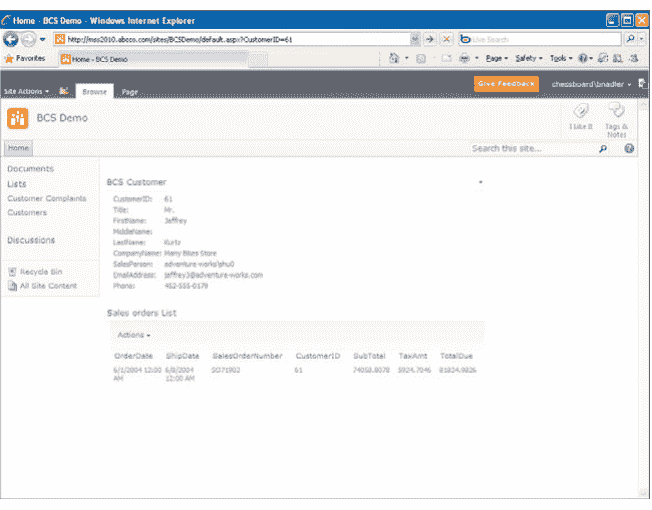 Home - BCS Demo - Windows Internet Explorer
http://mss2010.abcco.com/sites/BCSDemo/default.aspx?CustomerID=61
Live Search
Favorites Home - BCS Demo Page Safety Tools
Site Actions Browse Page Give Feedback chessboard\bnadler
BCS Demo
I Like It Tags & Notes
Home Search this site...
Documents
Lists
Customer Complaints
Customers
Discussions
Recycle Bin
All Site Content
BCS Customer
CustomerID: 61
Title: Mr.
FirstName: Jeffrey
MiddleName:
LastName: Kurtz
CompanyName: Many Bikes Store
SalesPerson: adventure-works\shu0
EmailAddress: jeffrey3@adventure-works.com
Phone: 452-555-0179
Sales orders List
Actions
OrderDate ShipDate SalesOrderNumber CustomerID SubTotal TaxAmt TotalDue
6/1/2004 12:00 AM 6/8/2004 12:00 AM SO71902 61 74058.8078 5924.7046 81834.9826